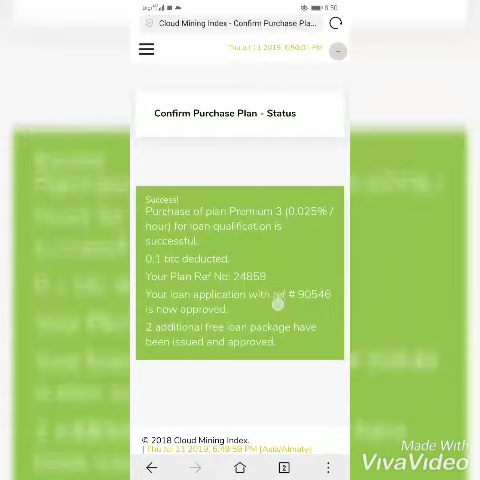 Digi
8:50
Cloud Mining Index - Confirm Purchase Pla...
Thu Jul 11 2019, 6:50:31 PM
Confirm Purchase Plan - Status
Success!
Purchase of plan Premium 3 (0.025% /
hour) for loan qualification is
successful.
0.1 btc deducted.
Your Plan Ref No: 24859
Your loan application with ref # 90546
is now approved.
2 additional free loan package have
been issued and approved.
© 2018 Cloud Mining Index.
| Thu Jul 11 2019, 6:49:59 PM [Asia/Almaty]
2
Made With
VivaVideo